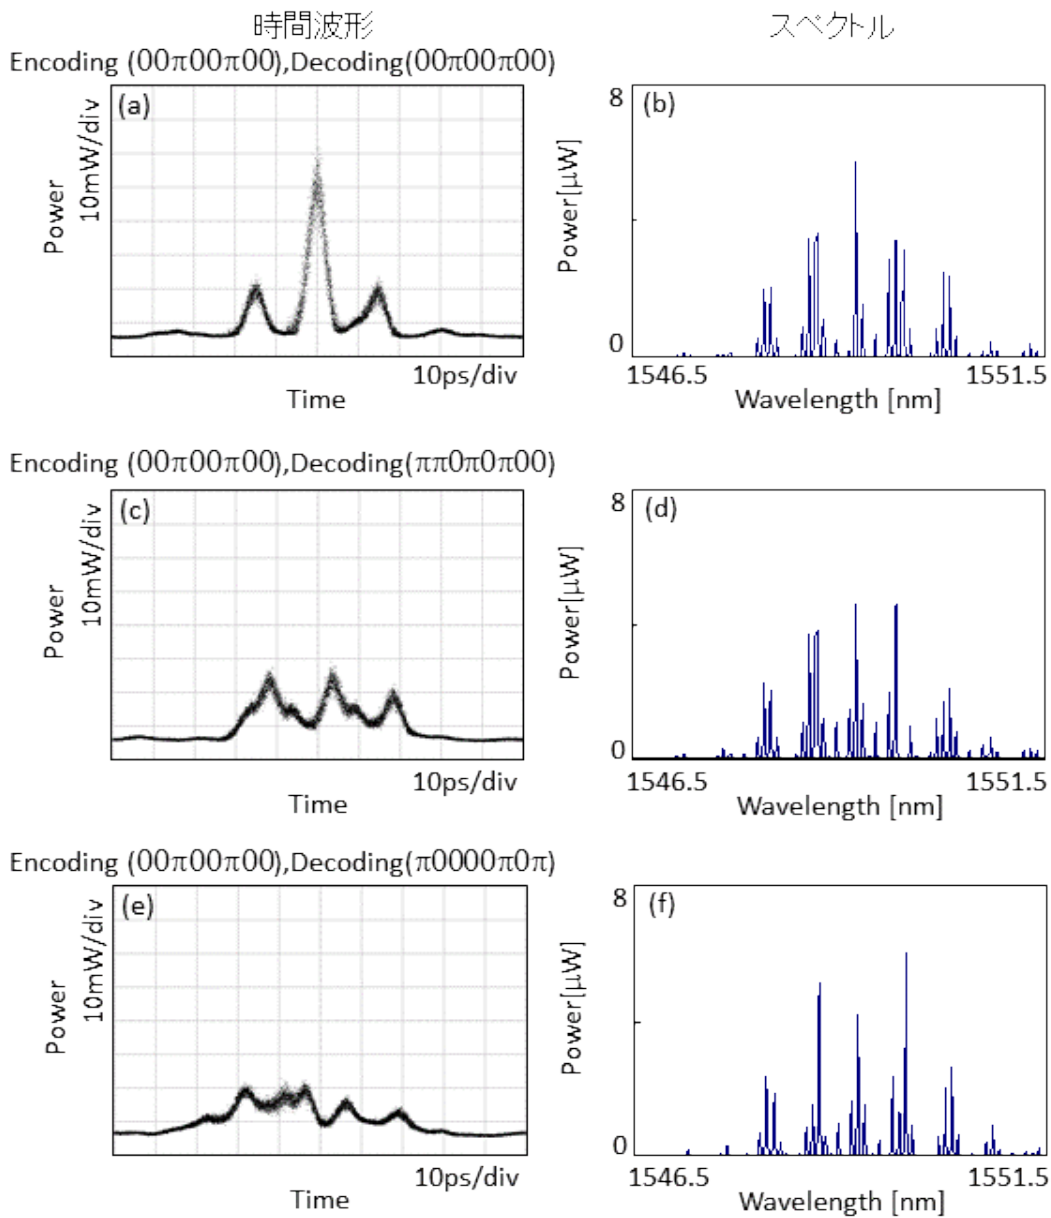 時間波形
スペクトル
Encoding (00π00π00),Decoding(00π00π00)
(a)
Power
10mW/div
10ps/div
Time
(b)
8
0
Power[μW]
1546.5
1551.5
Wavelength [nm]
Encoding (00π00π00),Decoding(ππ0π0π00)
(c)
Power
10mW/div
10ps/div
Time
(d)
8
0
Power[μW]
1546.5
1551.5
Wavelength [nm]
Encoding (00π00π00),Decoding(π0000π0π)
(e)
Power
10mW/div
10ps/div
Time
(f)
8
0
Power[μW]
1546.5
1551.5
Wavelength [nm]